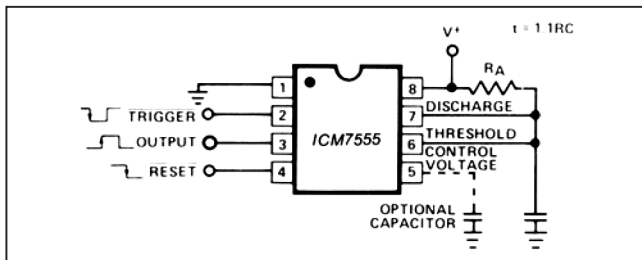 V+
t = 1.1RC
RA
1
8
DISCHARGE
TRIGGER
2
7
THRESHOLD
OUTPUT
3
ICM7555
6
CONTROL
VOLTAGE
RESET
4
5
OPTIONAL
CAPACITOR